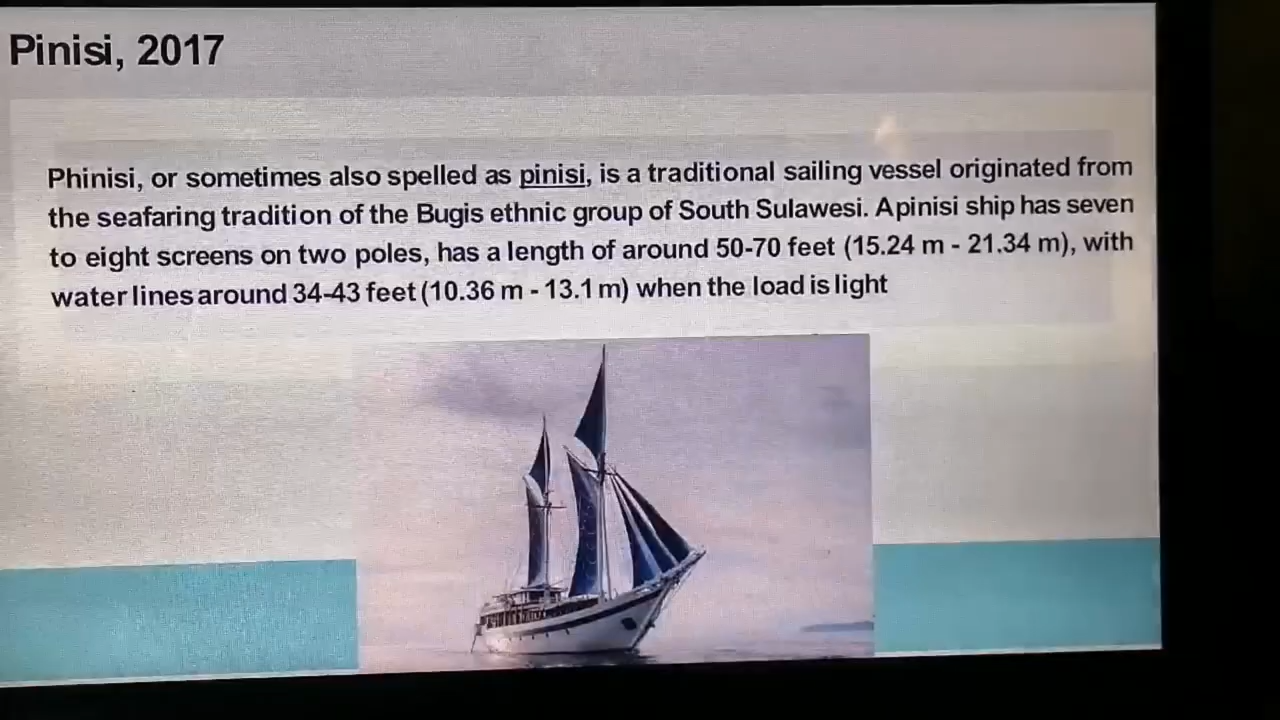 Pinisi, 2017
Phinisi, or sometimes also spelled as pinisi, is a traditional sailing vessel originated from
the seafaring tradition of the Bugis ethnic group of South Sulawesi. Apinisi ship has seven
to eight screens on two poles, has a length of around 50-70 feet (15.24 m - 21.34 m), with
water lines around 34-43 feet (10.36 m - 13.1 m) when the load is light